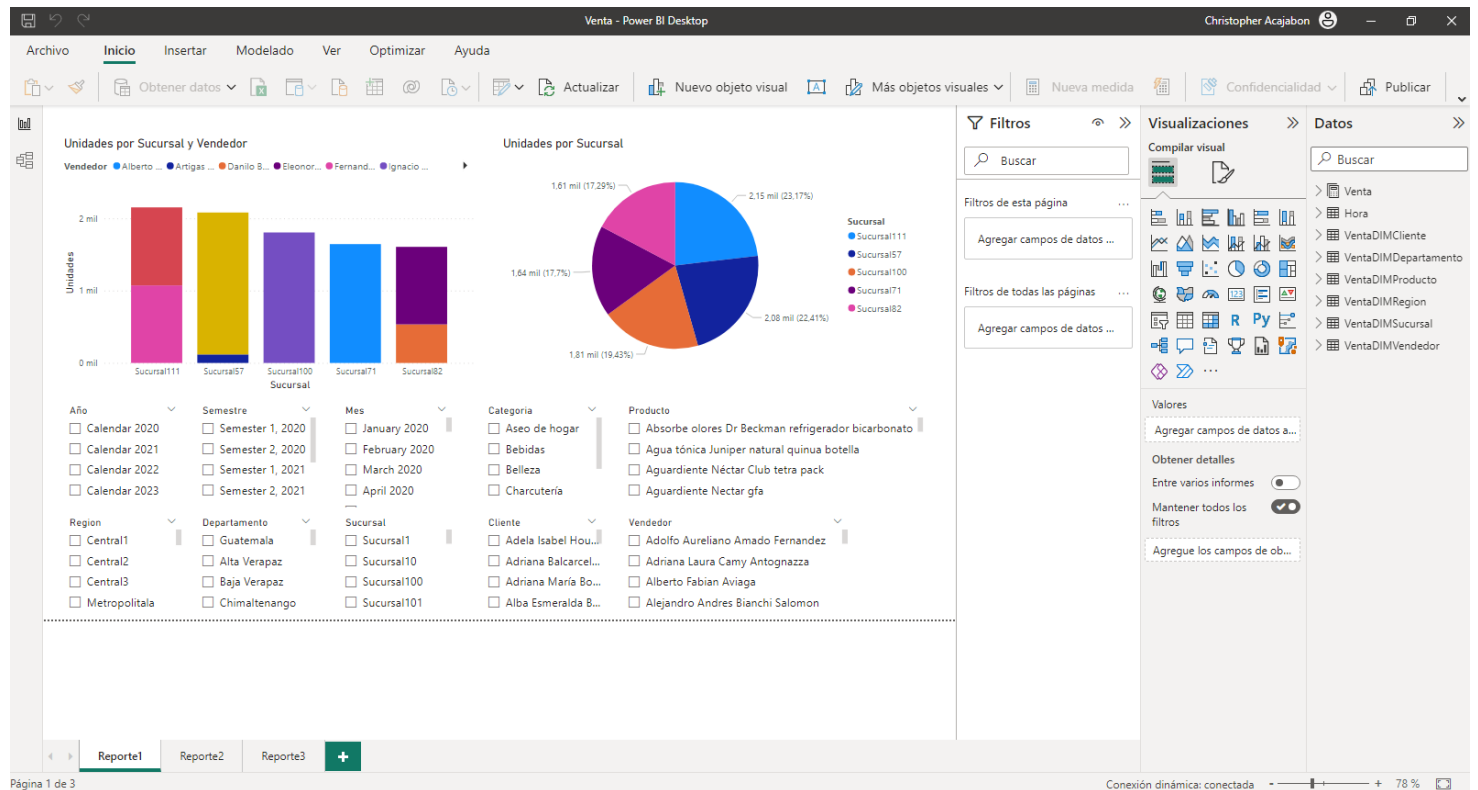 Venta - Power BI Desktop
Christopher Acajabon
Archivo Inicio Insertar Modelado Ver Optimizar Ayuda
Obtener datos
Actualizar
Nuevo objeto visual
Más objetos visuales
Nueva medida
Confidencialidad
Publicar
Unidades por Sucursal y Vendedor
Vendedor Alberto ... Artigas ... Danilo B... Eleonor... Fernand... Ignacio ...
2 mil
1 mil
0 mil
Unidades
Sucursal111 Sucursal57 Sucursal100 Sucursal71 Sucursal82
Sucursal
Unidades por Sucursal
1.61 mil (17,29%)
2,15 mil (23,17%)
1,64 mil (17,7%)
2.08 mil (22,41%)
1.81 mil (19,43%)
Sucursal
Sucursal111
Sucursal57
Sucursal100
Sucursal71
Sucursal82
Año
Calendar 2020
Calendar 2021
Calendar 2022
Calendar 2023
Semestre
Semester 1, 2020
Semester 2, 2020
Semester 1, 2021
Semester 2, 2021
Mes
January 2020
February 2020
March 2020
April 2020
Categoria
Aseo de hogar
Bebidas
Belleza
Charcutería
Producto
Absorbe olores Dr Beckman refrigerador bicarbonato
Agua tónica Juniper natural quinua botella
Aguardiente Néctar Club tetra pack
Aguardiente Nectar gfa
Region
Central1
Central2
Central3
Metropolitala
Departamento
Guatemala
Alta Verapaz
Baja Verapaz
Chimaltenango
Sucursal
Sucursal1
Sucursal10
Sucursal100
Sucursal101
Cliente
Adela Isabel Hou...
Adriana Balcarcel...
Adriana María Bo...
Alba Esmeralda B...
Vendedor
Adolfo Aureliano Amado Fernandez
Adriana Laura Camy Antognazza
Alberto Fabian Aviaga
Alejandro Andres Bianchi Salomon
Filtros
Buscar
Filtros de esta página ...
Agregar campos de datos ...
Filtros de todas las páginas ...
Agregar campos de datos ...
Visualizaciones
Compilar visual
123
R Py
...
Valores
Agregar campos de datos a...
Obtener detalles
Entre varios informes
Mantener todos los
filtros
Agregue los campos de ob...
Datos
Buscar
Venta
Hora
VentaDIMCliente
VentaDIMDepartamento
VentaDIMProducto
VentaDIMRegion
VentaDIMSucursal
VentaDIMVendedor
Reporte1 Reporte2 Reporte3 +
Página 1 de 3
Conexión dinámica: conectada - + 78 %